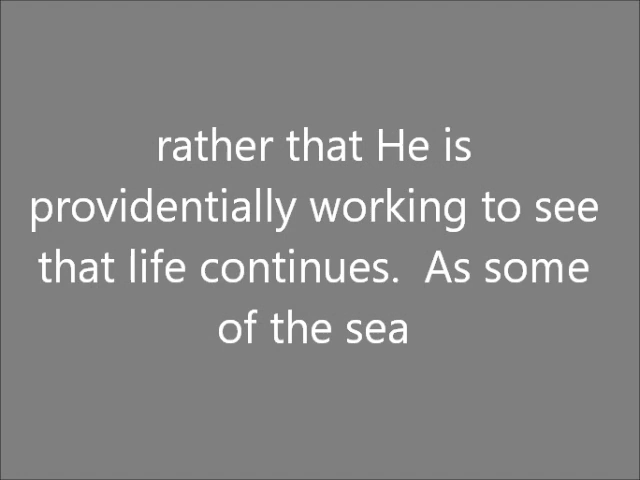 rather that He is
providentially working to see
that life continues.  As some
of the sea